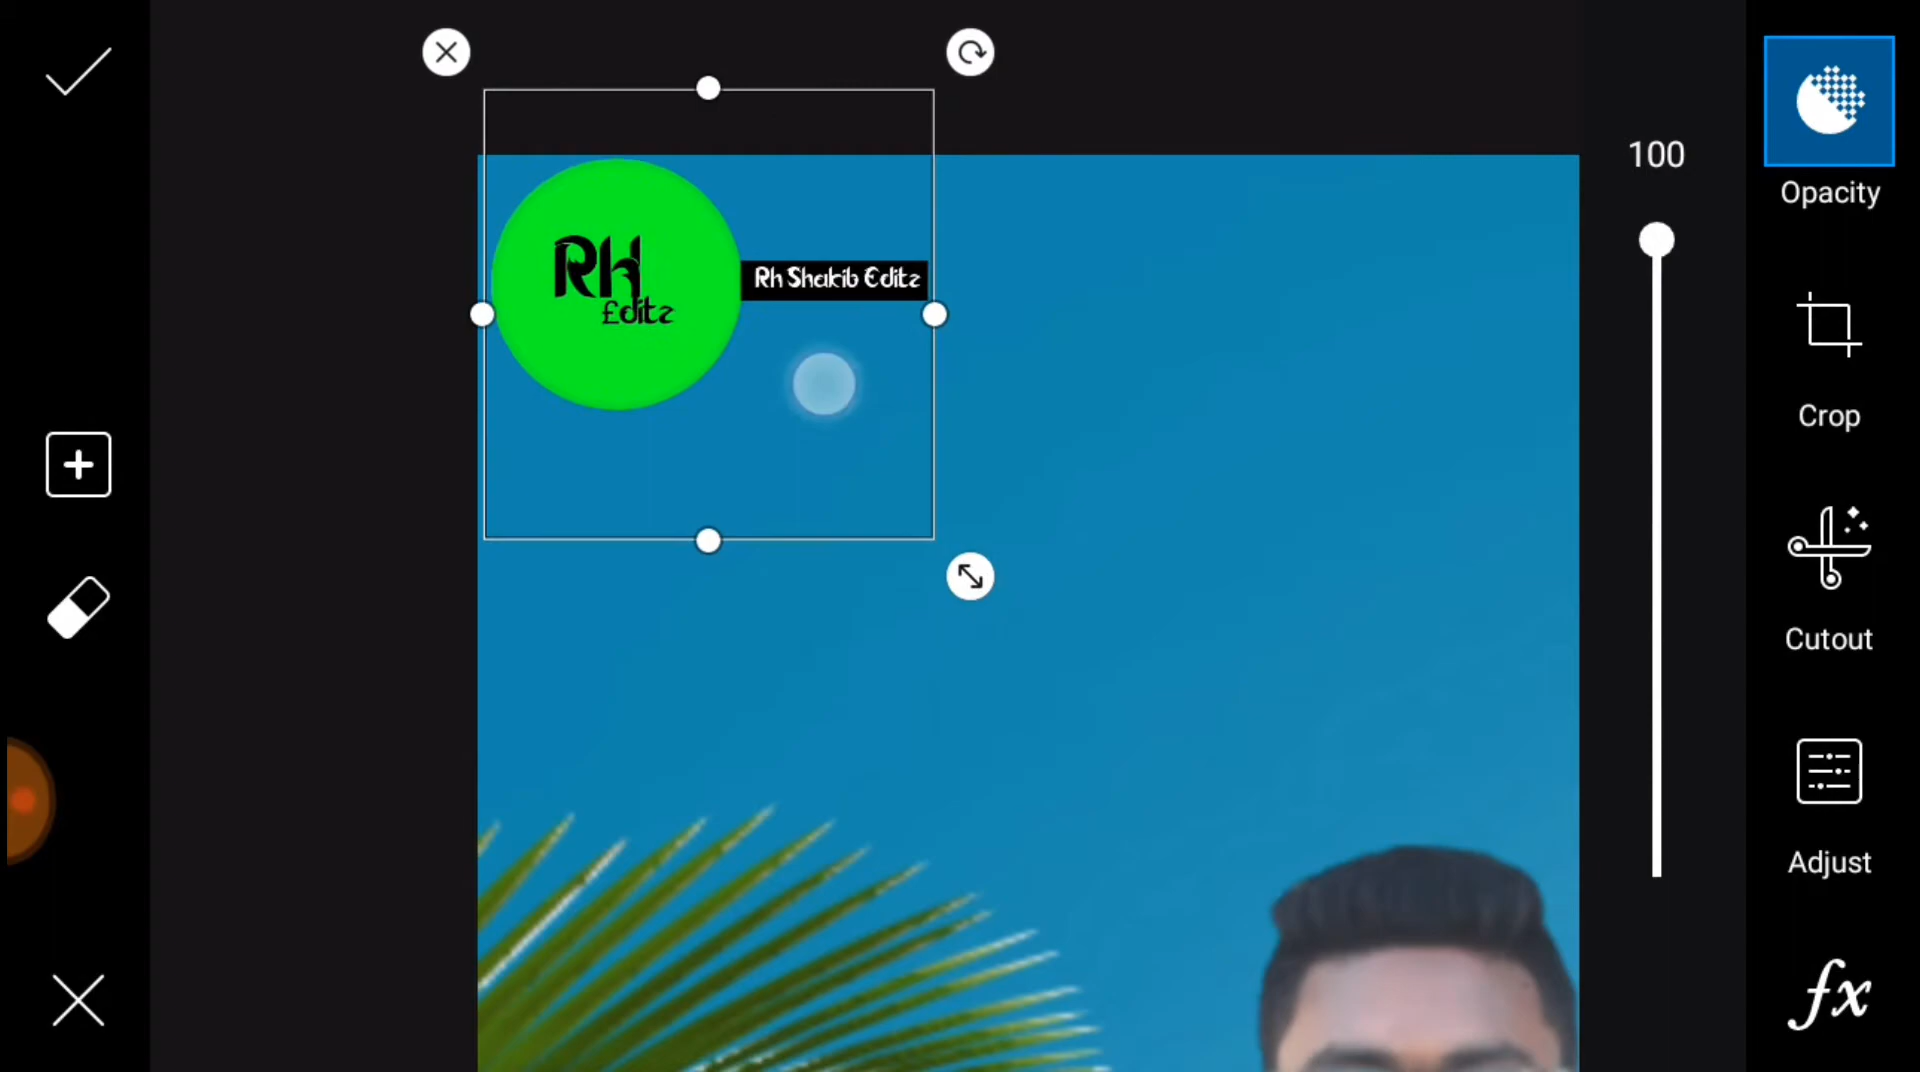 100
Opacity
RH
Editz
Rh Shakib Editz
Crop
Cutout
Adjust
fx